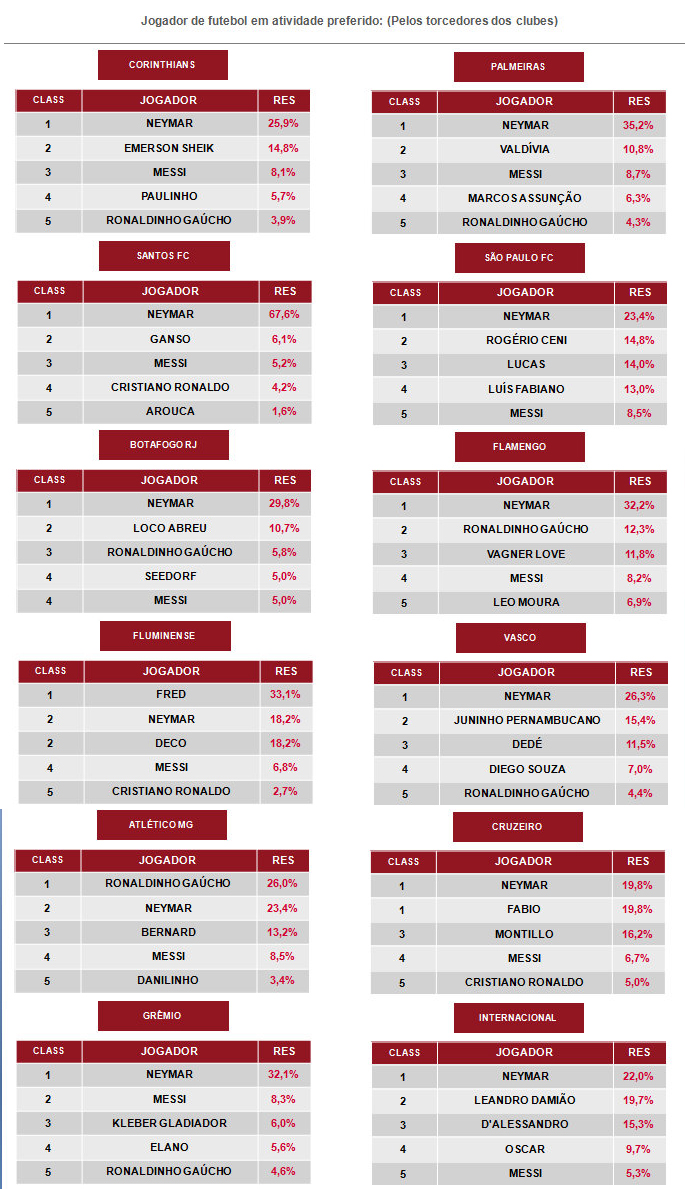 Jogador de futebol em atividade preferido: (Pelos torcedores dos clubes)
CORINTHIANS
CLASS JOGADOR RES
1 NEYMAR 25,9%
2 EMERSON SHEIK 14,8%
3 MESSI 8,1%
4 PAULINHO 5,7%
5 RONALDINHO GAÚCHO 3,9%
PALMEIRAS
CLASS JOGADOR RES
1 NEYMAR 35,2%
2 VALDÍVIA 10,8%
3 MESSI 8,7%
4 MARCOS ASSUNÇÃO 6,3%
5 RONALDINHO GAÚCHO 4,3%
SANTOS FC
CLASS JOGADOR RES
1 NEYMAR 67,6%
2 GANSO 6,1%
3 MESSI 5,2%
4 CRISTIANO RONALDO 4,2%
5 AROUCA 1,6%
SÃO PAULO FC
CLASS JOGADOR RES
1 NEYMAR 23,4%
2 ROGÉRIO CENI 14,8%
3 LUCAS 14,0%
4 LUÍS FABIANO 13,0%
5 MESSI 8,5%
BOTAFOGO RJ
CLASS JOGADOR RES
1 NEYMAR 29,8%
2 LOCO ABREU 10,7%
3 RONALDINHO GAÚCHO 5,8%
4 SEEDORF 5,0%
4 MESSI 5,0%
FLAMENGO
CLASS JOGADOR RES
1 NEYMAR 32,2%
2 RONALDINHO GAÚCHO 12,3%
3 VAGNER LOVE 11,8%
4 MESSI 8,2%
5 LEO MOURA 6,9%
FLUMINENSE
CLASS JOGADOR RES
1 FRED 33,1%
2 NEYMAR 18,2%
2 DECO 18,2%
4 MESSI 6,8%
5 CRISTIANO RONALDO 2,7%
VASCO
CLASS JOGADOR RES
1 NEYMAR 26,3%
2 JUNINHO PERNAMBUCANO 15,4%
3 DEDÉ 11,5%
4 DIEGO SOUZA 7,0%
5 RONALDINHO GAÚCHO 4,4%
ATLÉTICO MG
CLASS JOGADOR RES
1 RONALDINHO GAÚCHO 26,0%
2 NEYMAR 23,4%
3 BERNARD 13,2%
4 MESSI 8,5%
5 DANILINHO 3,4%
CRUZEIRO
CLASS JOGADOR RES
1 NEYMAR 19,8%
1 FABIO 19,8%
3 MONTILLO 16,2%
4 MESSI 6,7%
5 CRISTIANO RONALDO 5,0%
GRÊMIO
CLASS JOGADOR RES
1 NEYMAR 32,1%
2 MESSI 8,3%
3 KLEBER GLADIADOR 6,0%
4 ELANO 5,6%
5 RONALDINHO GAÚCHO 4,6%
INTERNACIONAL
CLASS JOGADOR RES
1 NEYMAR 22,0%
2 LEANDRO DAMIÃO 19,7%
3 D'ALESSANDRO 15,3%
4 OSCAR 9,7%
5 MESSI 5,3%